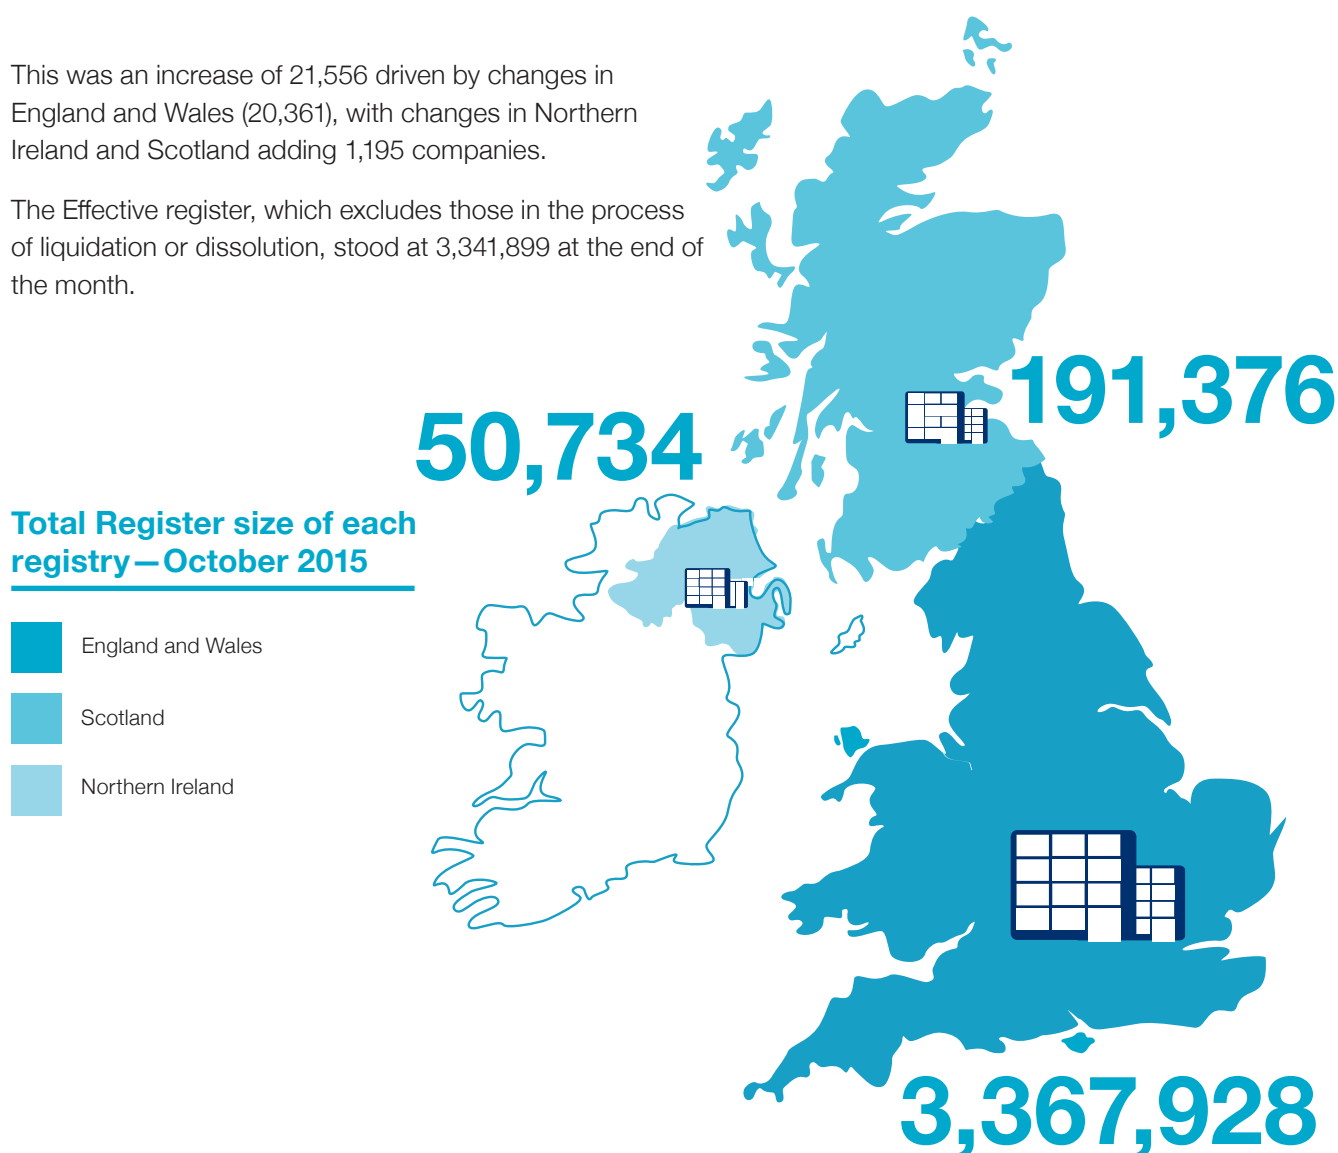 This was an increase of 21,556 driven by changes in
England and Wales (20,361), with changes in Northern
Ireland and Scotland adding 1,195 companies.
The Effective register, which excludes those in the process
of liquidation or dissolution, stood at 3,341,899 at the end of
the month.
191,376
50,734
Total Register size of each
registry—October 2015
England and Wales
Scotland
Northern Ireland
3,367,928